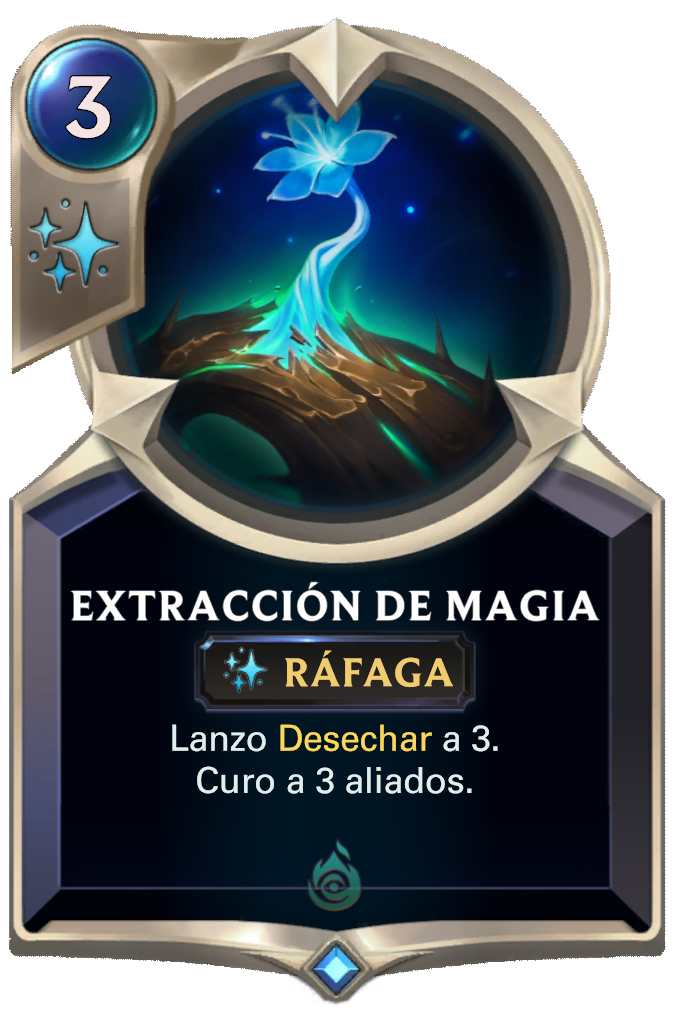 3
EXTRACCIÓN DE MAGIA
RÁFAGA
Lanzo Desechar a 3.
Curo a 3 aliados.